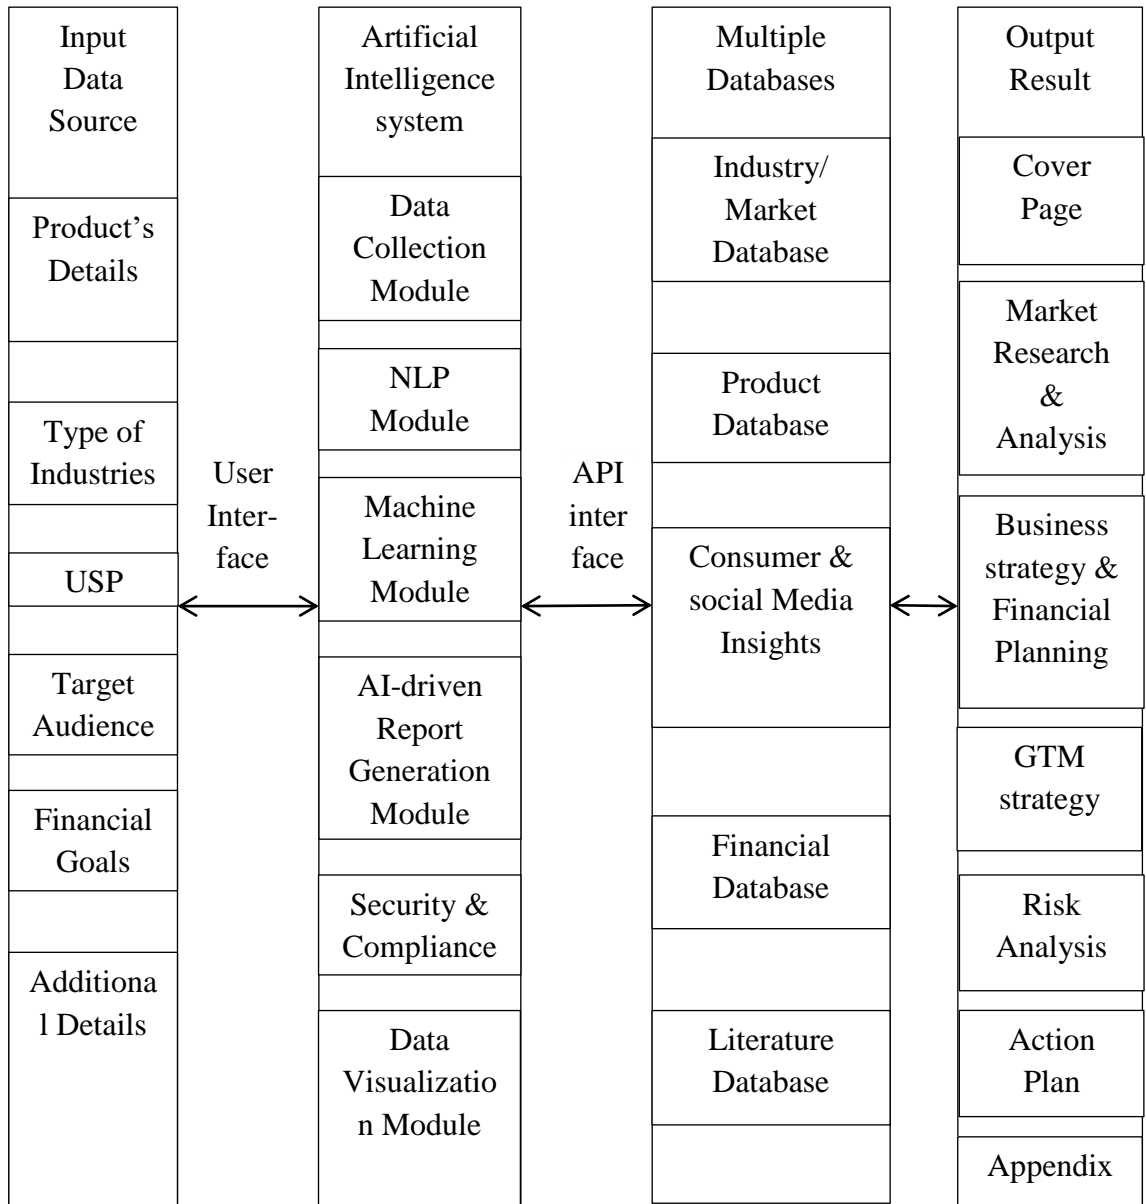 Input
Data
Source
Product’s
Details
Type of
Industries
USP
Target
Audience
Financial
Goals
Additiona
l Details
User
Inter-
face
Artificial
Intelligence
system
Data
Collection
Module
NLP
Module
Machine
Learning
Module
AI-driven
Report
Generation
Module
Security &
Compliance
Data
Visualizatio
n Module
API
inter
face
Multiple
Databases
Industry/
Market
Database
Product
Database
Consumer &
social Media
Insights
Financial
Database
Literature
Database
Output
Result
Cover
Page
Market
Research
&
Analysis
Business
strategy &
Financial
Planning
GTM
strategy
Risk
Analysis
Action
Plan
Appendix